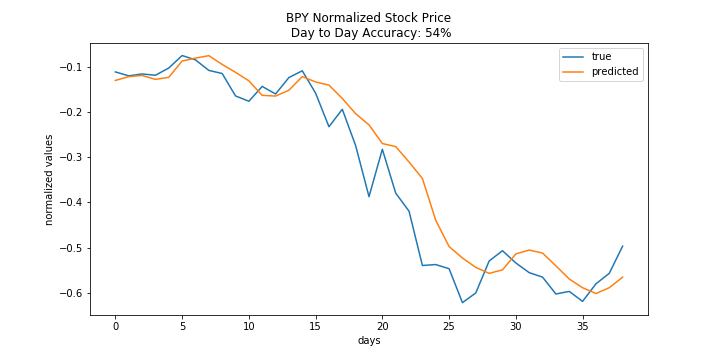 BPY Normalized Stock Price
Day to Day Accuracy: 54%
true
predicted
normalized values
−0.1
−0.2
−0.3
−0.4
−0.5
−0.6
0 5 10 15 20 25 30 35
days